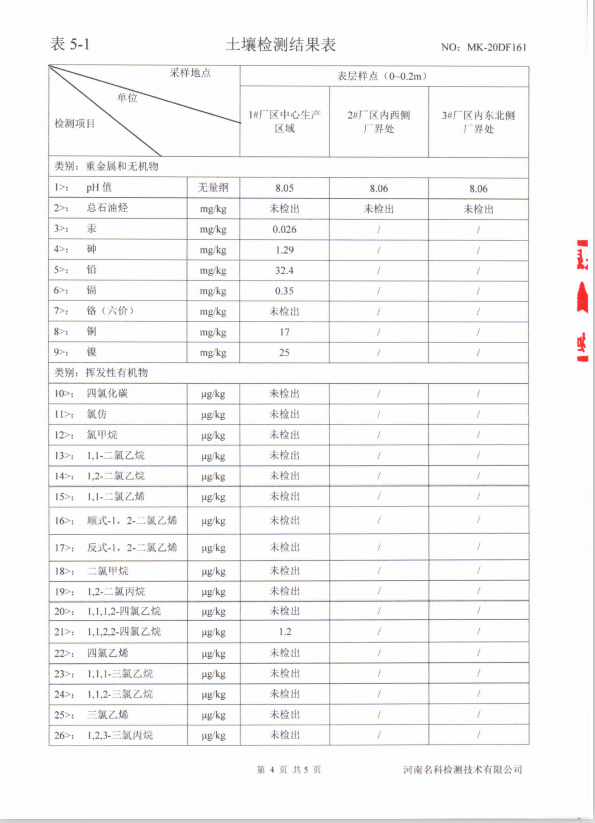 表 5-1 土壤检测结果表 NO：MK-20DF161
采样地点 表层样点（0~0.2m）
单位
检测项目
1#厂区中心生产区域 2#厂区内西侧厂界处 3#厂区内东北侧厂界处
类别：重金属和无机物
1>： pH 值 无量纲 8.05 8.06 8.06
2>： 总石油烃 mg/kg 未检出 未检出 未检出
3>： 汞 mg/kg 0.026 / /
4>： 砷 mg/kg 1.29 / /
5>： 铅 mg/kg 32.4 / /
6>： 镉 mg/kg 0.35 / /
7>： 铬（六价） mg/kg 未检出 / /
8>： 铜 mg/kg 17 / /
9>： 镍 mg/kg 25 / /
类别：挥发性有机物
10>： 四氯化碳 μg/kg 未检出 / /
11>： 氯仿 μg/kg 未检出 / /
12>： 氯甲烷 μg/kg 未检出 / /
13>： 1,1-二氯乙烷 μg/kg 未检出 / /
14>： 1,2-二氯乙烷 μg/kg 未检出 / /
15>： 1,1-二氯乙烯 μg/kg 未检出 / /
16>： 顺式-1，2-二氯乙烯 μg/kg 未检出 / /
17>： 反式-1，2-二氯乙烯 μg/kg 未检出 / /
18>： 二氯甲烷 μg/kg 未检出 / /
19>： 1,2-二氯丙烷 μg/kg 未检出 / /
20>： 1,1,1,2-四氯乙烷 μg/kg 未检出 / /
21>： 1,1,2,2-四氯乙烷 μg/kg 1.2 / /
22>： 四氯乙烯 μg/kg 未检出 / /
23>： 1,1,1-三氯乙烷 μg/kg 未检出 / /
24>： 1,1,2-三氯乙烷 μg/kg 未检出 / /
25>： 三氯乙烯 μg/kg 未检出 / /
26>： 1,2,3-三氯丙烷 μg/kg 未检出 / /
第 4 页 共 5 页 河南名科检测技术有限公司